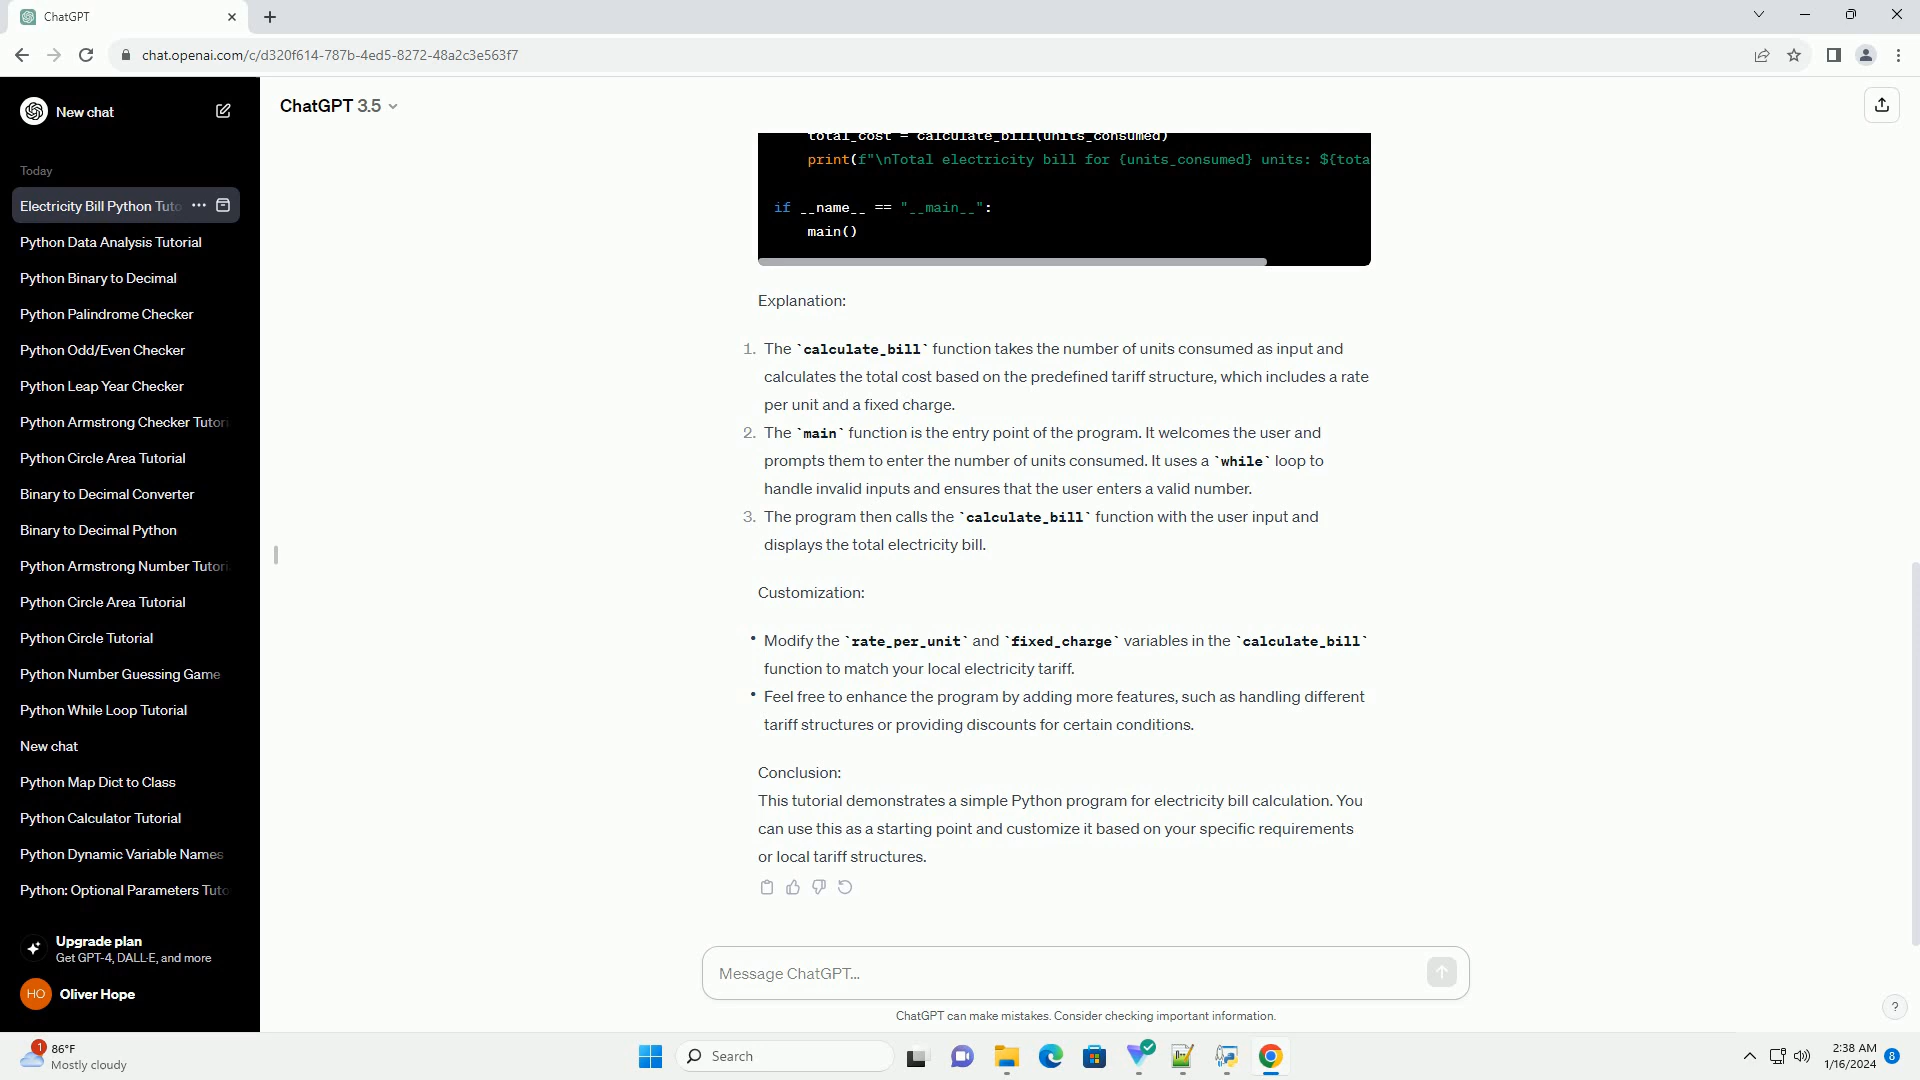 ChatGPT
chat.openai.com/c/d320f614-787b-4ed5-8272-48a2c3e563f7
New chat
Today
Electricity Bill Python Tuto
Python Data Analysis Tutorial
Python Binary to Decimal
Python Palindrome Checker
Python Odd/Even Checker
Python Leap Year Checker
Python Armstrong Checker Tutori
Python Circle Area Tutorial
Binary to Decimal Converter
Binary to Decimal Python
Python Armstrong Number Tutori
Python Circle Area Tutorial
Python Circle Tutorial
Python Number Guessing Game
Python While Loop Tutorial
New chat
Python Map Dict to Class
Python Calculator Tutorial
Python Dynamic Variable Names
Python: Optional Parameters Tuto
Upgrade plan
Get GPT-4, DALL·E, and more
HO Oliver Hope
ChatGPT 3.5
total_cost = calculate_bill(units_consumed)
print(f"\nTotal electricity bill for {units_consumed} units: ${tota
if __name__ == "__main__":
main()
Explanation:
1. The `calculate_bill` function takes the number of units consumed as input and
calculates the total cost based on the predefined tariff structure, which includes a rate
per unit and a fixed charge.
2. The `main` function is the entry point of the program. It welcomes the user and
prompts them to enter the number of units consumed. It uses a `while` loop to
handle invalid inputs and ensures that the user enters a valid number.
3. The program then calls the `calculate_bill` function with the user input and
displays the total electricity bill.
Customization:
• Modify the `rate_per_unit` and `fixed_charge` variables in the `calculate_bill`
function to match your local electricity tariff.
• Feel free to enhance the program by adding more features, such as handling different
tariff structures or providing discounts for certain conditions.
Conclusion:
This tutorial demonstrates a simple Python program for electricity bill calculation. You
can use this as a starting point and customize it based on your specific requirements
or local tariff structures.
Message ChatGPT...
ChatGPT can make mistakes. Consider checking important information.
?
1
86°F
Mostly cloudy
Search
2:38 AM
1/16/2024
8